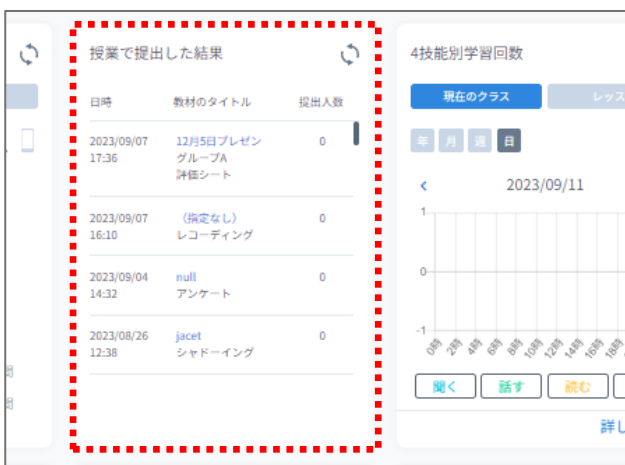 授業で提出した結果
日時 教材のタイトル 提出人数
2023/09/07 17:36
12月5日プレゼン
グループA
評価シート
0
2023/09/07 16:10
（指定なし）
レコーディング
0
2023/09/04 14:32
null
アンケート
0
2023/08/26 12:38
jacet
シャドーイング
0
4技能別学習回数
現在のクラス
レッス
年 月 週 日
2023/09/11
1
0
-1
0時 2時 4時 6時 8時 10時 12時 14時 16時 18時
聞く 話す 読む
詳し